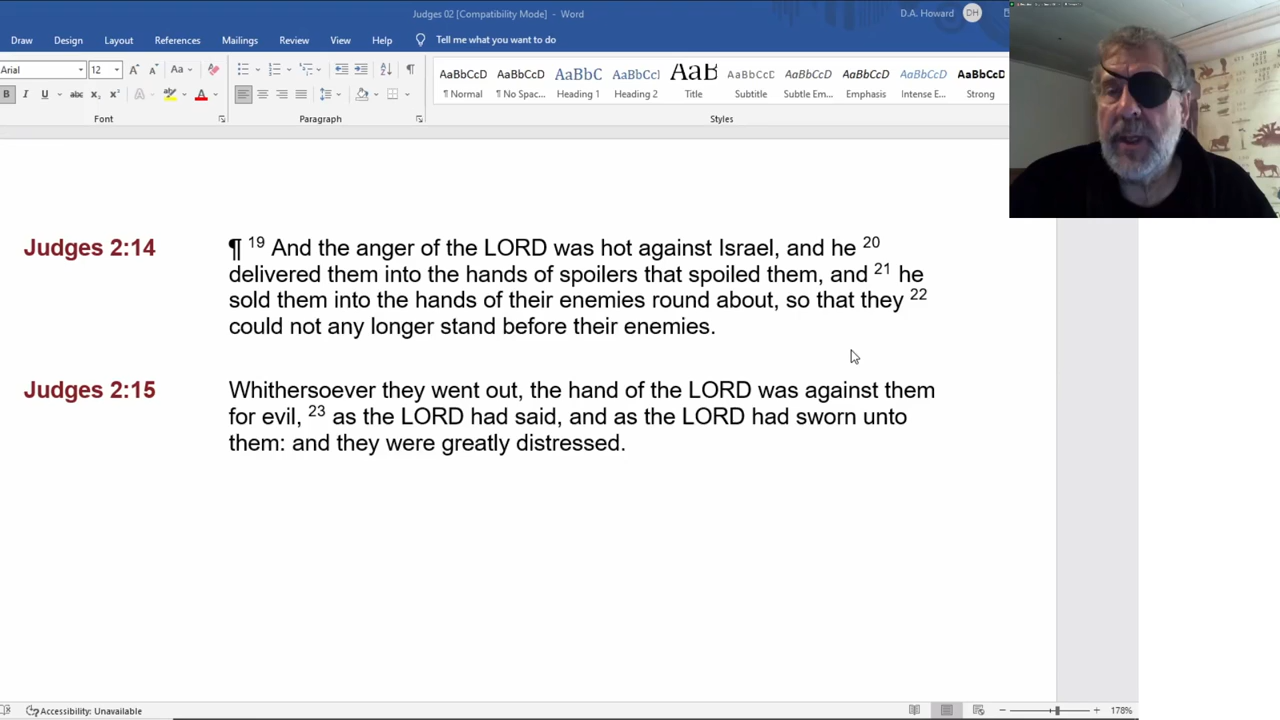 Judges 02 [Compatibility Mode] - Word
D.A. Howard DH
Draw Design Layout References Mailings Review View Help Tell me what you want to do
Arial 12 A A Aa
AaBbCcD AaBbCcD AaBbC AaBbCcI AaB AaBbCcD AaBbCcD AaBbCcD AaBbCcD AaBbCcD
B I U abc x₂ x² A
¶ Normal ¶ No Spac... Heading 1 Heading 2 Title Subtitle Subtle Em... Emphasis Intense E... Strong
Font Paragraph Styles
Judges 2:14 ¶ 19 And the anger of the LORD was hot against Israel, and he 20
delivered them into the hands of spoilers that spoiled them, and 21 he
sold them into the hands of their enemies round about, so that they 22
could not any longer stand before their enemies.
Judges 2:15 Whithersoever they went out, the hand of the LORD was against them
for evil, 23 as the LORD had said, and as the LORD had sworn unto
them: and they were greatly distressed.
Accessibility: Unavailable 178%